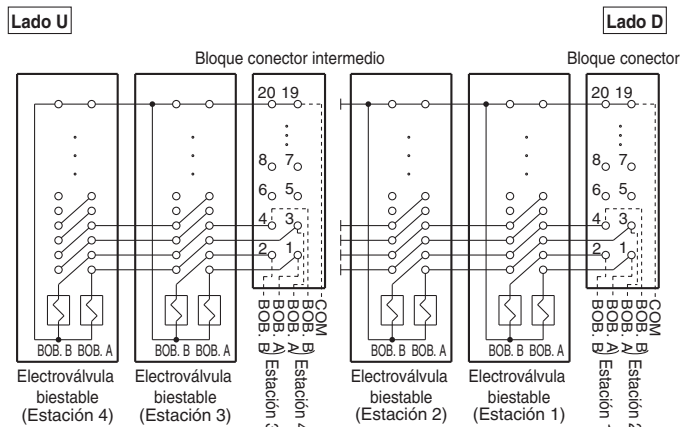 Lado U
Lado D
Bloque conector intermedio
Bloque conector
20 19
8 7
6 5
4 3
2 1
20 19
8 7
6 5
4 3
2 1
BOB. B BOB. A
BOB. B BOB. A
BOB. B BOB. A
BOB. B BOB. A
COM
BOB. B
BOB. A
Estación 4
BOB. A
BOB. B
Estación 3
COM
BOB. B
BOB. A
Estación 2
BOB. A
BOB. B
Estación
Electroválvula
biestable
(Estación 4)
Electroválvula
biestable
(Estación 3)
Electroválvula
biestable
(Estación 2)
Electroválvula
biestable
(Estación 1)